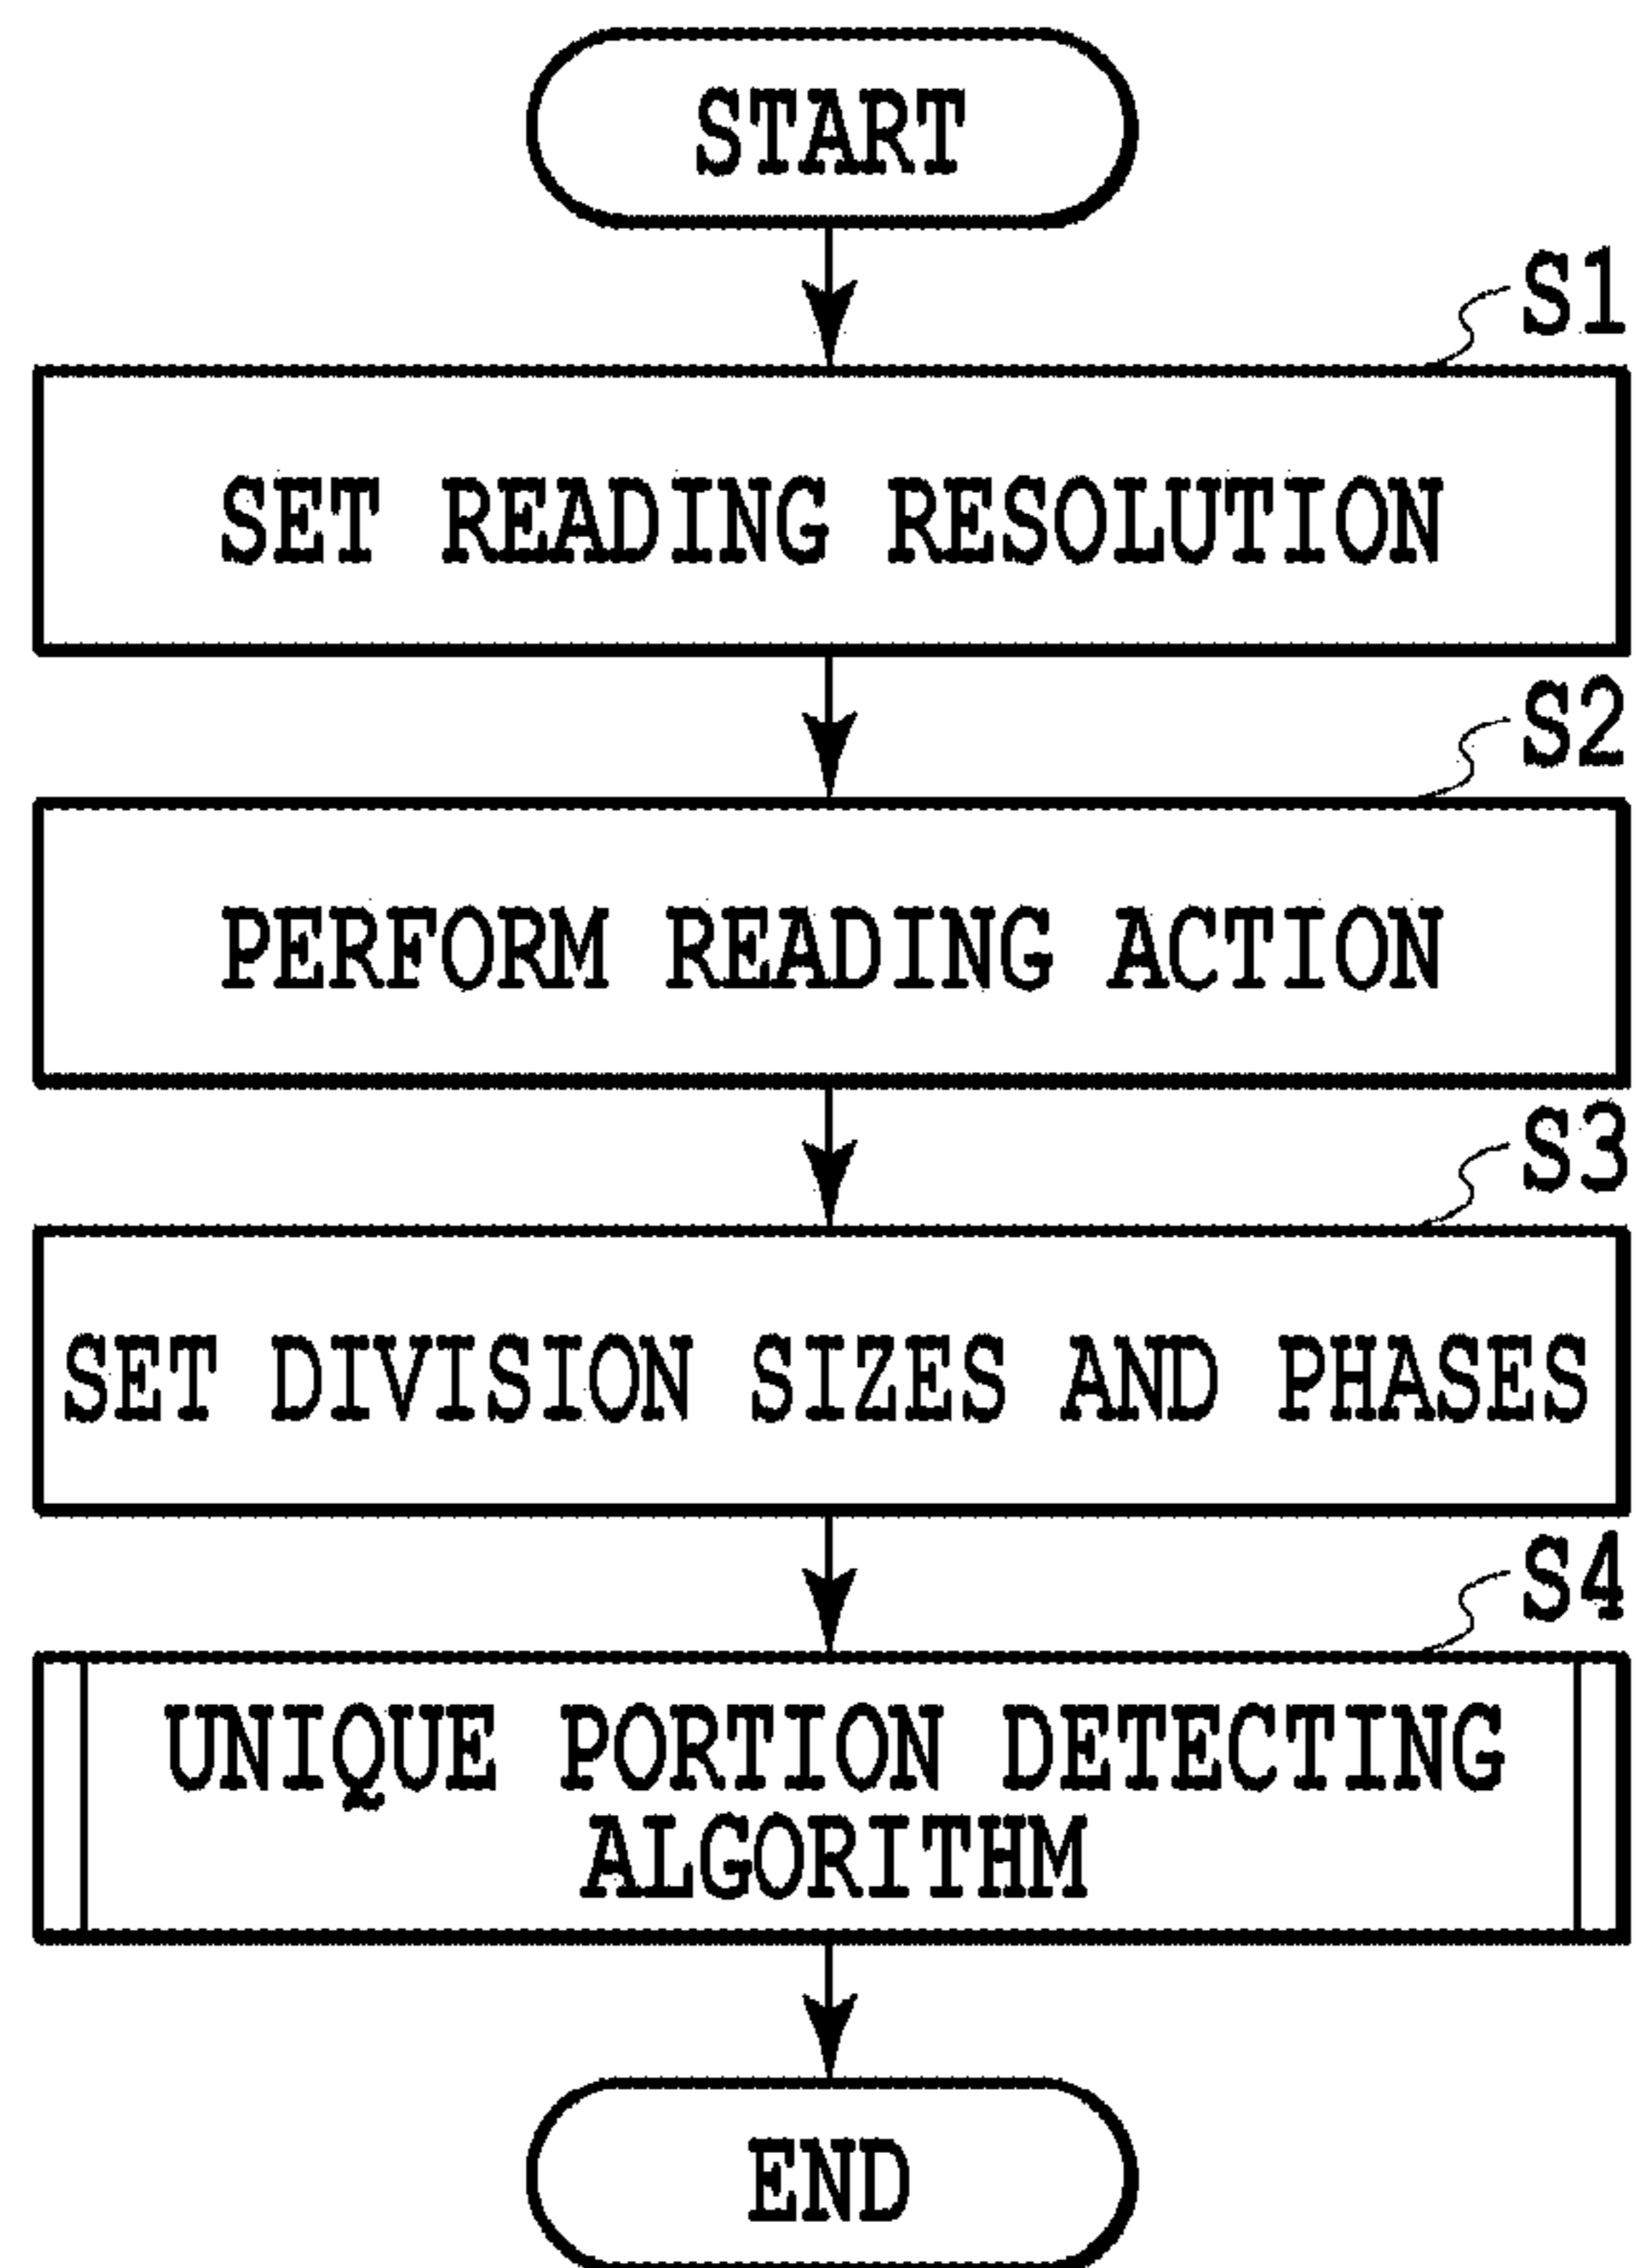 START
S1
SET READING RESOLUTION
S2
PERFORM READING ACTION
S3
SET DIVISION SIZES AND PHASES
S4
UNIQUE PORTION DETECTING
ALGORITHM
END